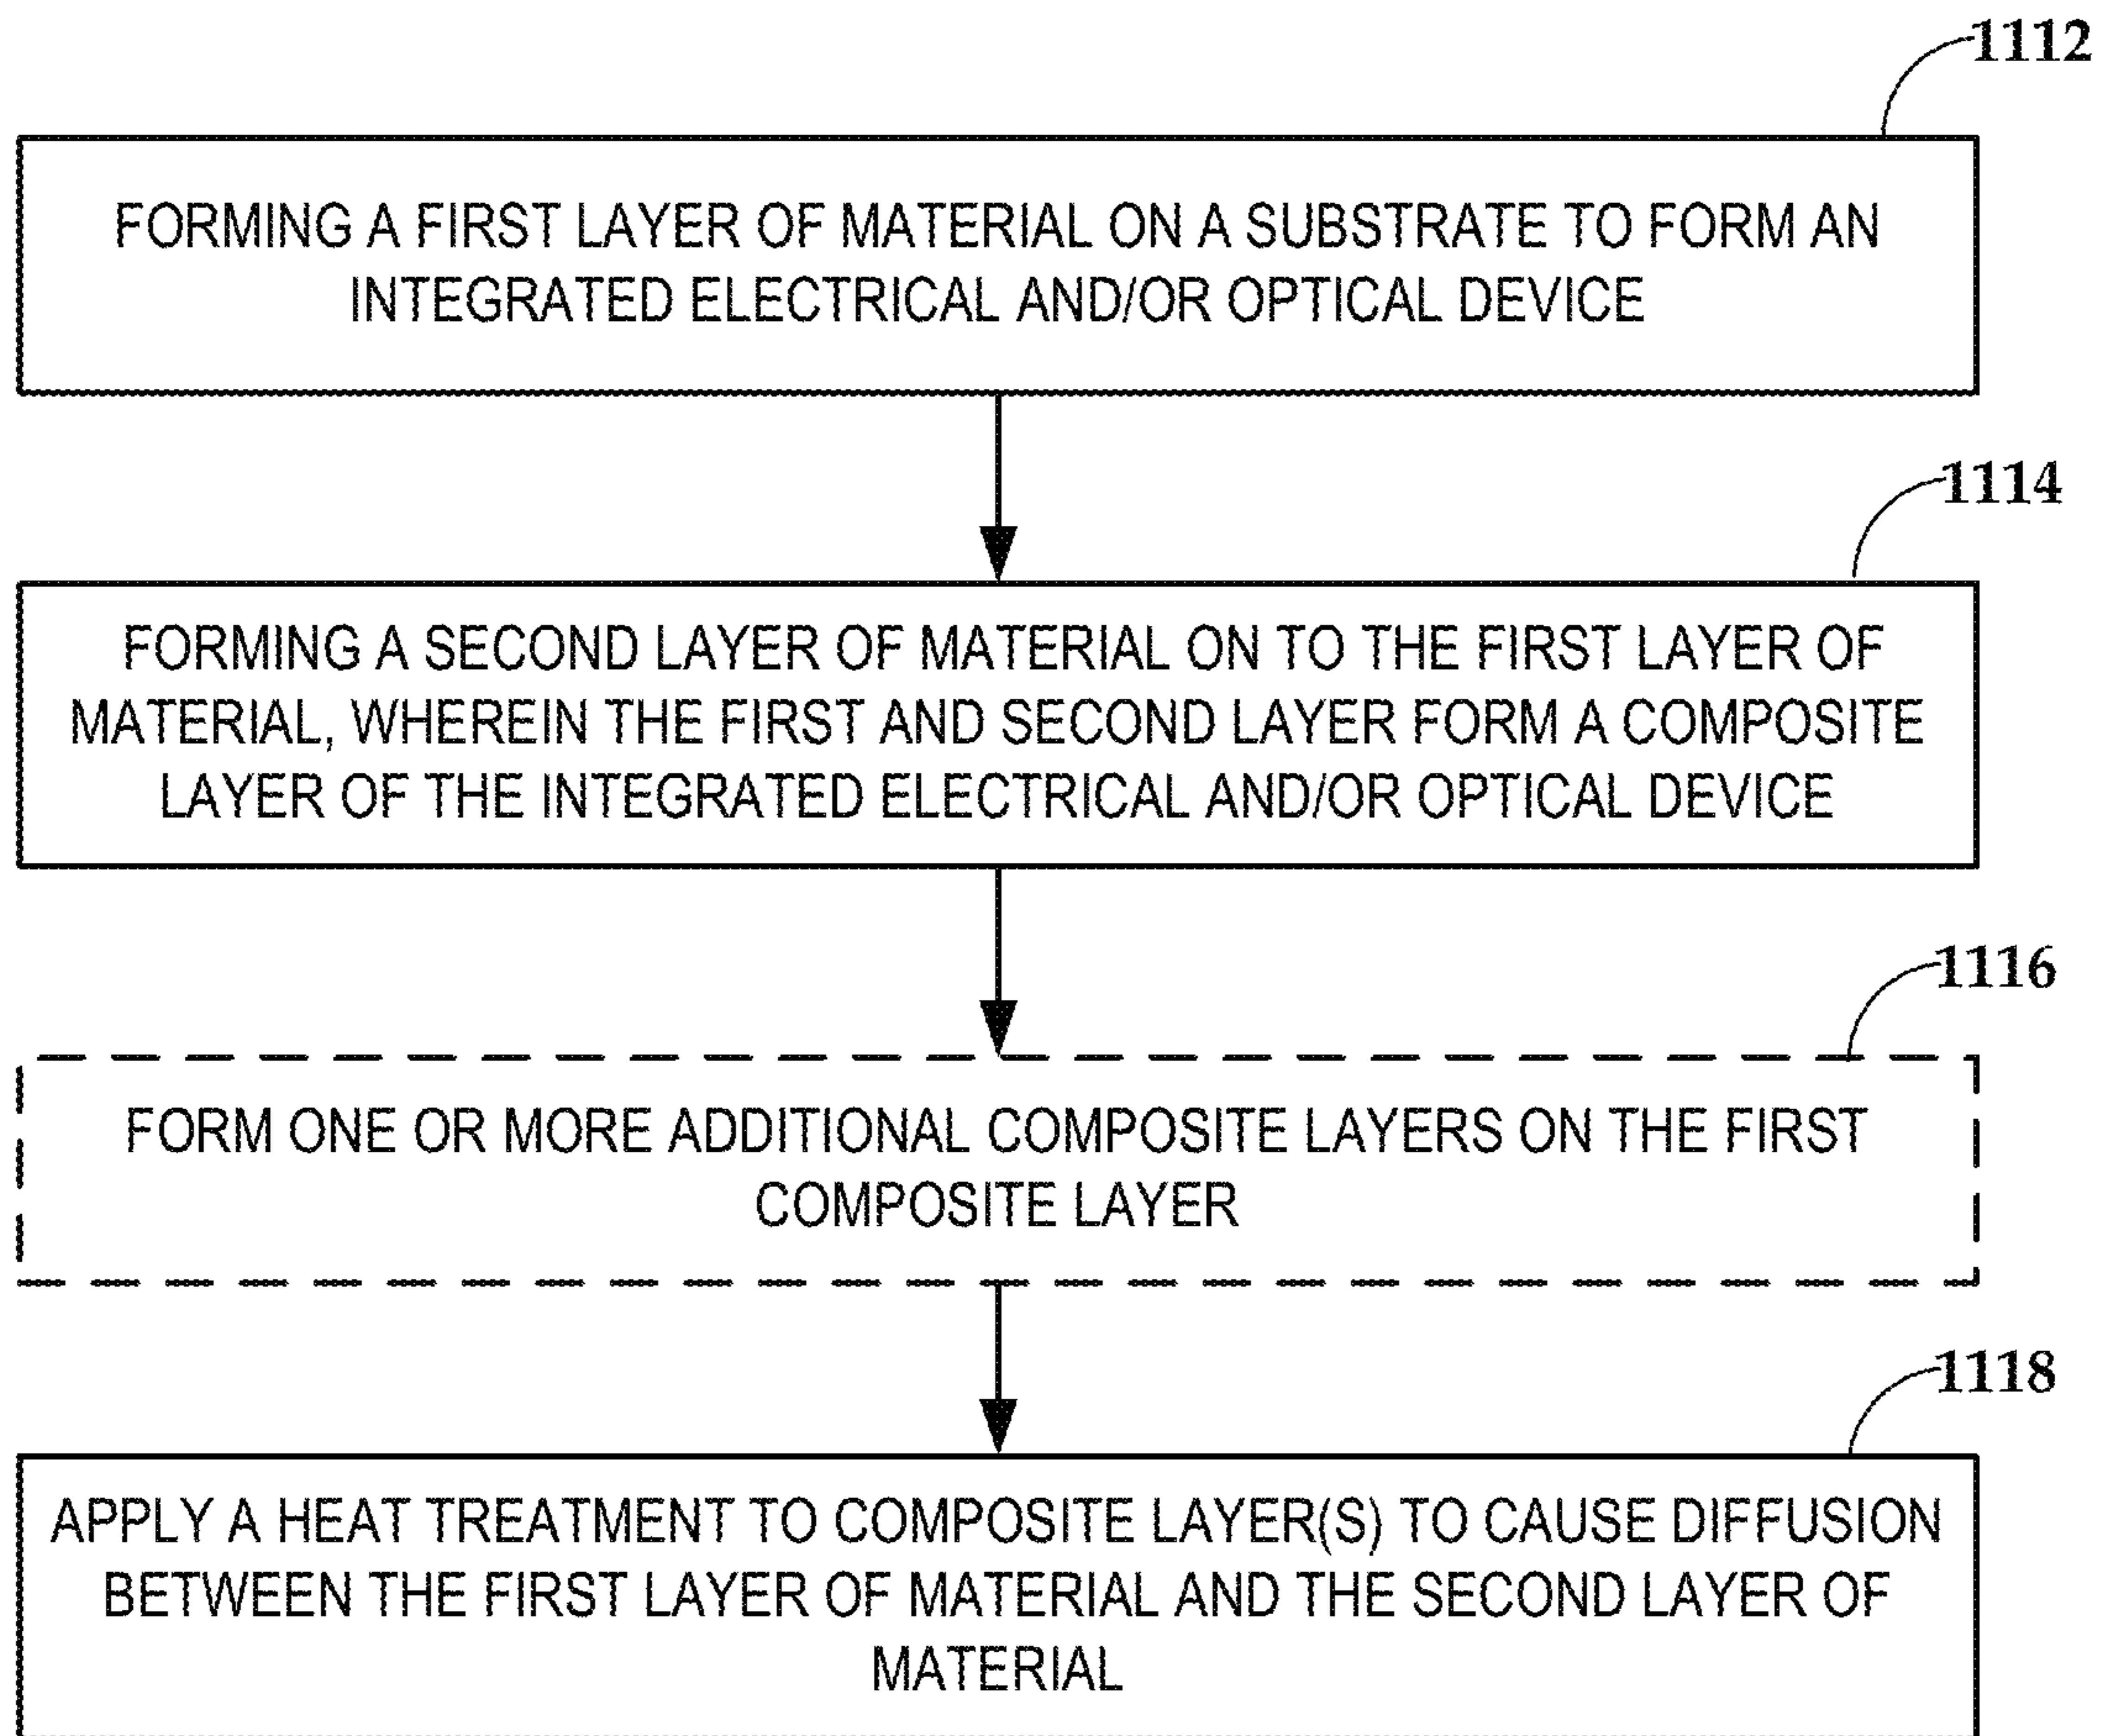 1112
FORMING A FIRST LAYER OF MATERIAL ON A SUBSTRATE TO FORM AN
INTEGRATED ELECTRICAL AND/OR OPTICAL DEVICE
1114
FORMING A SECOND LAYER OF MATERIAL ON TO THE FIRST LAYER OF
MATERIAL, WHEREIN THE FIRST AND SECOND LAYER FORM A COMPOSITE
LAYER OF THE INTEGRATED ELECTRICAL AND/OR OPTICAL DEVICE
1116
FORM ONE OR MORE ADDITIONAL COMPOSITE LAYERS ON THE FIRST
COMPOSITE LAYER
1118
APPLY A HEAT TREATMENT TO COMPOSITE LAYER(S) TO CAUSE DIFFUSION
BETWEEN THE FIRST LAYER OF MATERIAL AND THE SECOND LAYER OF
MATERIAL